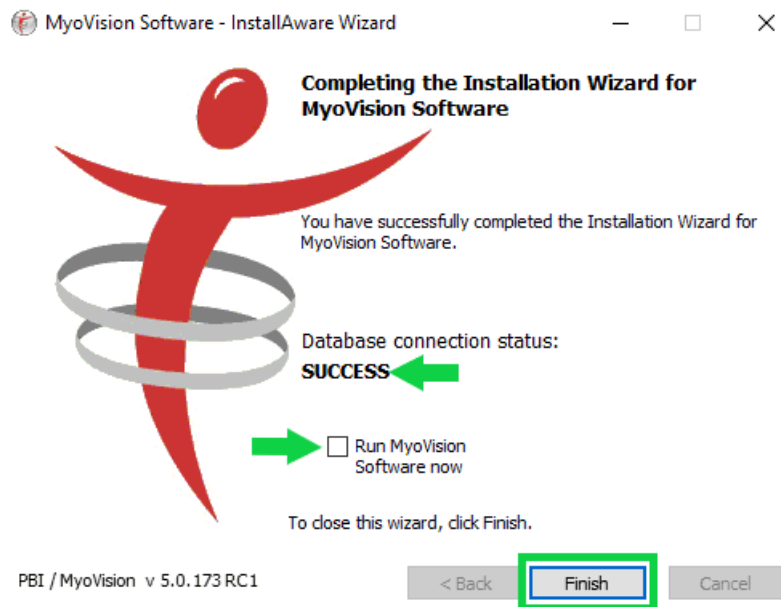 MyoVision Software - InstallAware Wizard
Completing the Installation Wizard for
MyoVision Software
You have successfully completed the Installation Wizard for
MyoVision Software.
Database connection status:
SUCCESS
Run MyoVision
Software now
To close this wizard, click Finish.
PBI / MyoVision v 5.0.173 RC1
< Back
Finish
Cancel